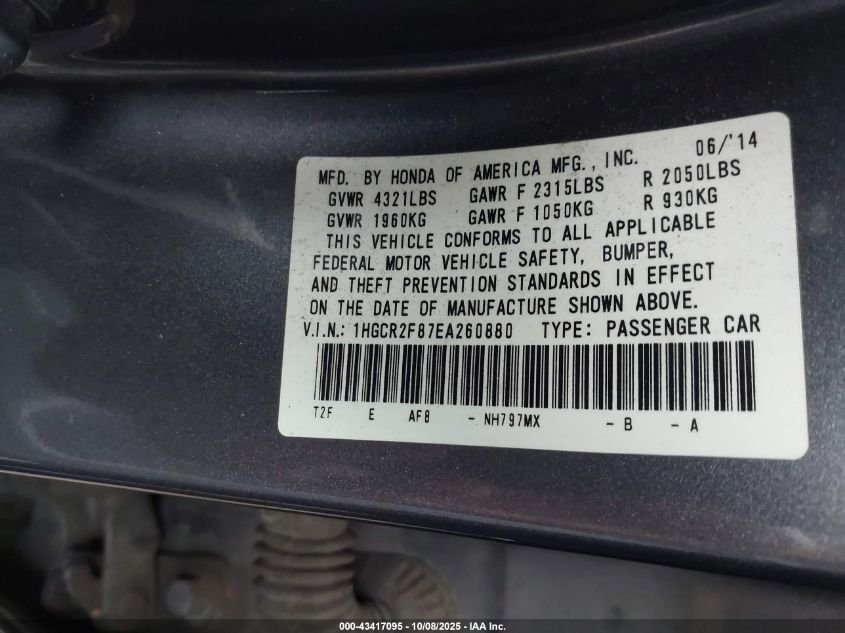 06/'14
MFD. BY HONDA OF AMERICA MFG., INC.
GVWR 4321LBS GAWR F 2315LBS R 2050LBS
GVWR 1960KG GAWR F 1050KG R 930KG
THIS VEHICLE CONFORMS TO ALL APPLICABLE
FEDERAL MOTOR VEHICLE SAFETY, BUMPER,
AND THEFT PREVENTION STANDARDS IN EFFECT
ON THE DATE OF MANUFACTURE SHOWN ABOVE.
V.I.N.: 1HGCR2F87EA260880 TYPE: PASSENGER CAR
T2F E AF8 - NH797MX - B - A
000-43417095 - 10/08/2025 - IAA Inc.